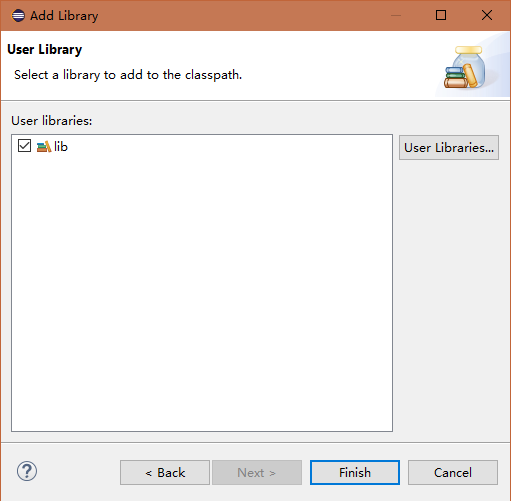 Add Library
User Library
Select a library to add to the classpath.
User libraries:
lib
User Libraries...
?
< Back
Next >
Finish
Cancel